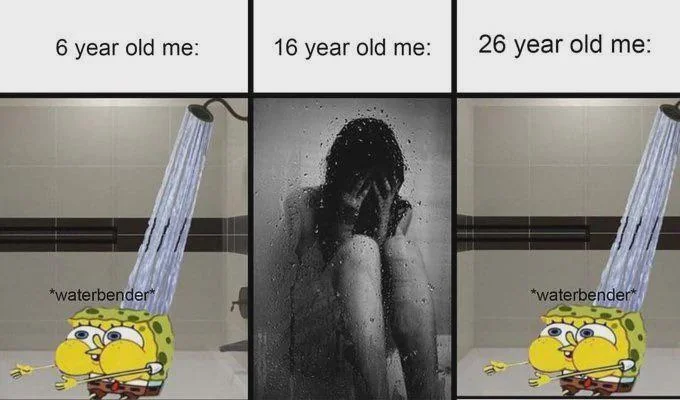 6 year old me:
16 year old me:
26 year old me:
*waterbender*
*waterbender*